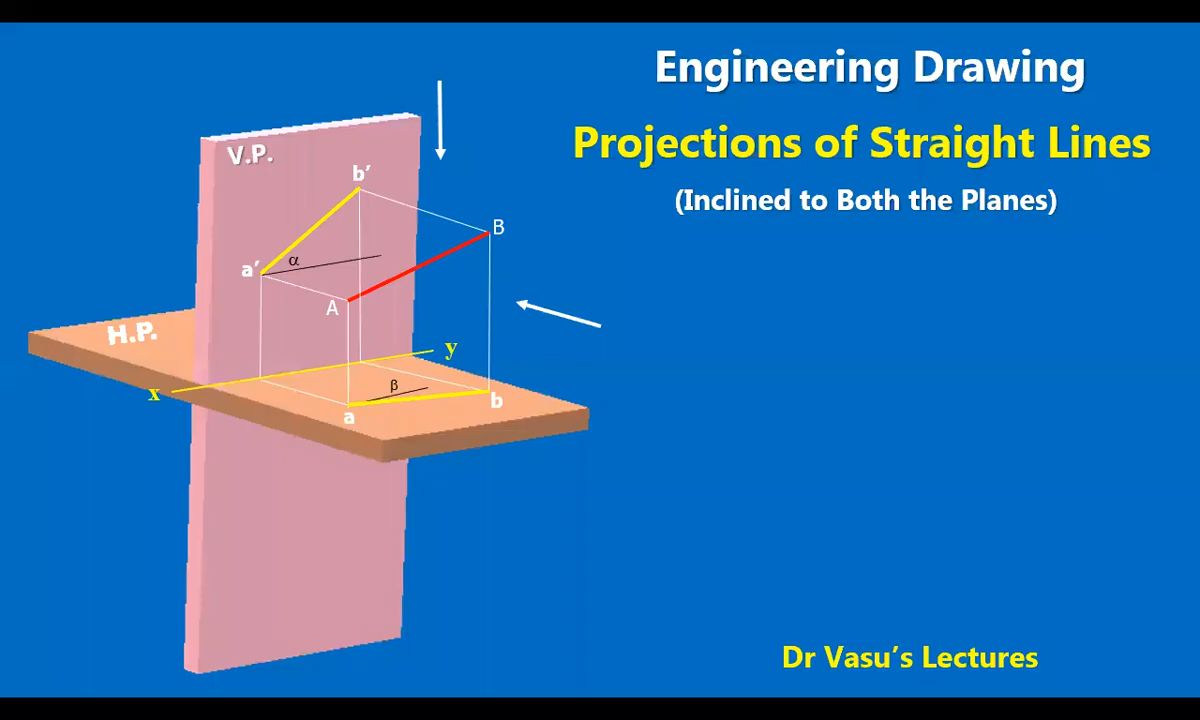 Engineering Drawing
Projections of Straight Lines
(Inclined to Both the Planes)
V.P.
b′
B
a′
α
A
H.P.
y
x
β
a
b
Dr Vasu’s Lectures